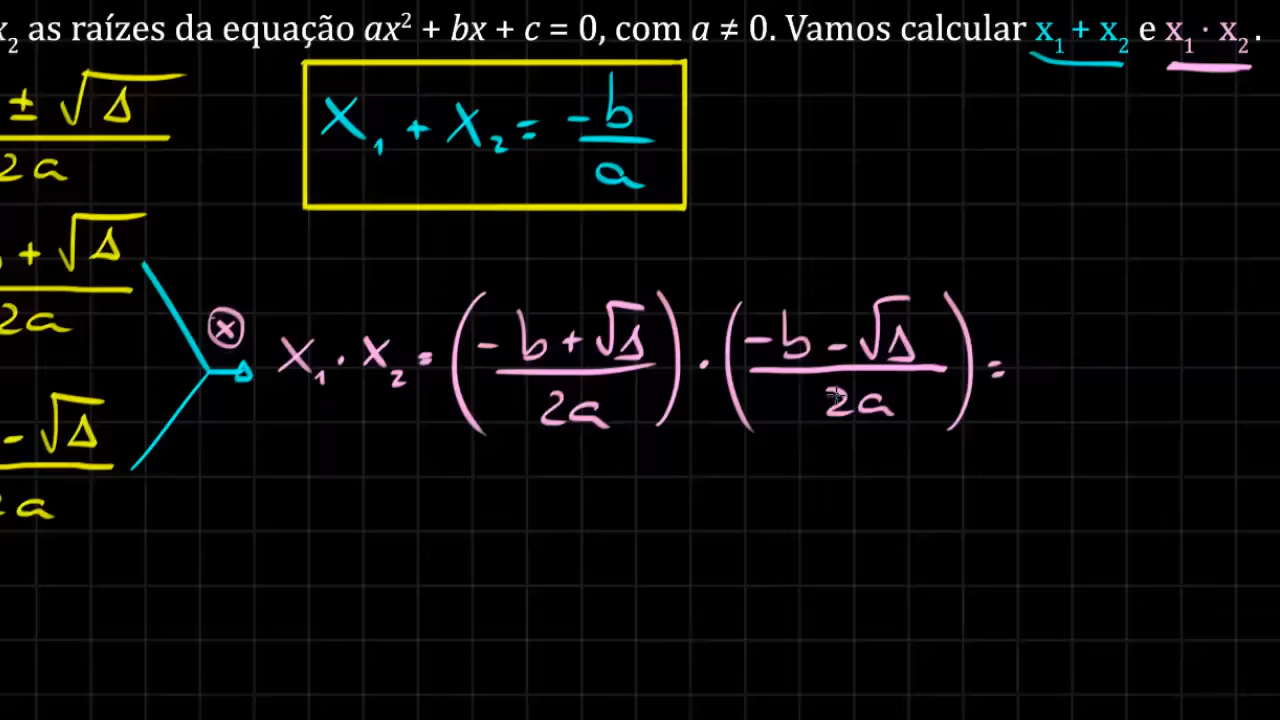 x₂ as raízes da equação ax² + bx + c = 0, com a ≠ 0. Vamos calcular x₁ + x₂ e x₁ · x₂.
± √Δ
2a
x₁ + x₂ = -b/a
+ √Δ
2a
(x) x₁ · x₂ = ((-b + √Δ)/2a) · ((-b - √Δ)/2a) =
- √Δ
2a